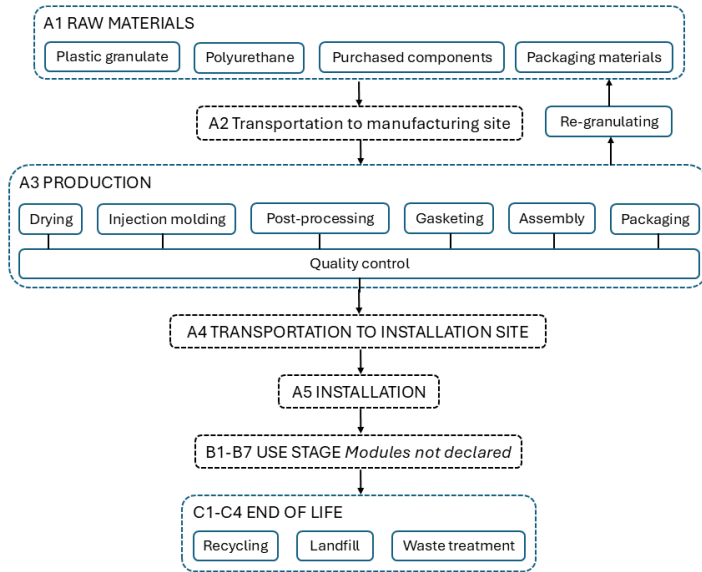 A1 RAW MATERIALS
Plastic granulate
Polyurethane
Purchased components
Packaging materials
A2 Transportation to manufacturing site
Re-granulating
A3 PRODUCTION
Drying
Injection molding
Post-processing
Gasketing
Assembly
Packaging
Quality control
A4 TRANSPORTATION TO INSTALLATION SITE
A5 INSTALLATION
B1-B7 USE STAGE Modules not declared
C1-C4 END OF LIFE
Recycling
Landfill
Waste treatment